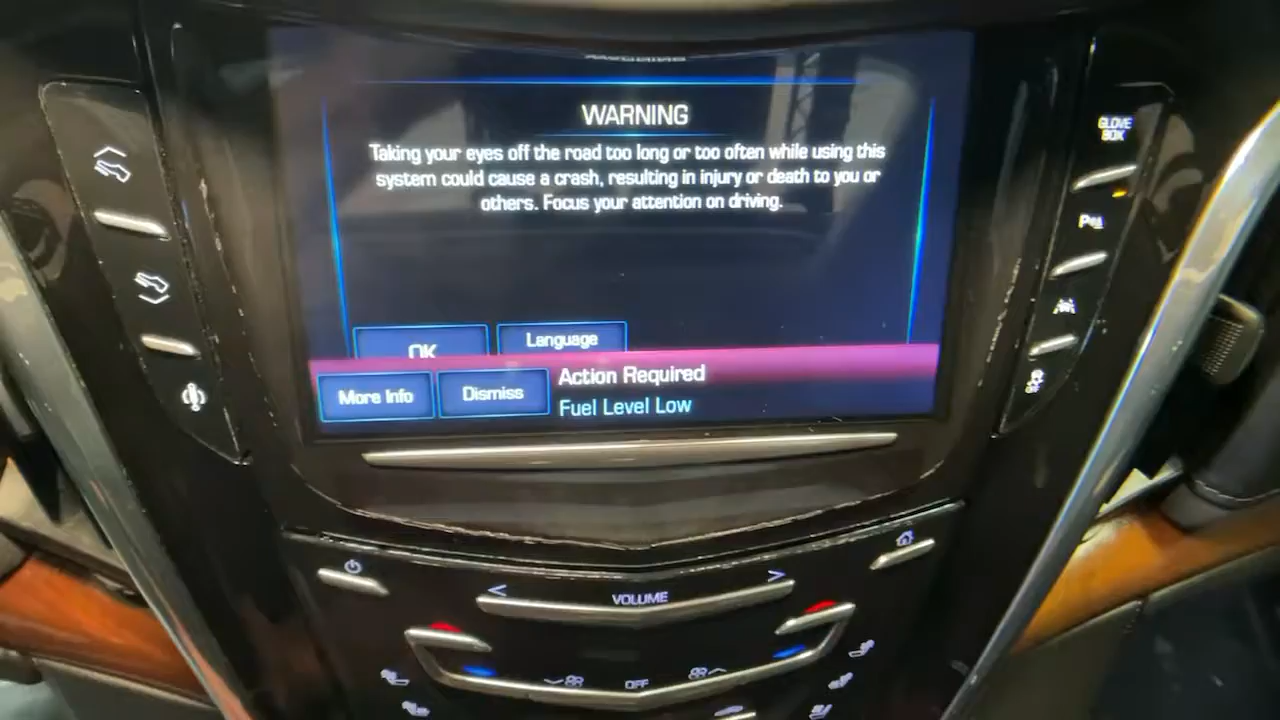 WARNING
Taking your eyes off the road too long or too often while using this
system could cause a crash, resulting in injury or death to you or
others. Focus your attention on driving.
OK
Language
More Info
Dismiss
Action Required
Fuel Level Low
GLOVE
BOX
P
VOLUME
OFF